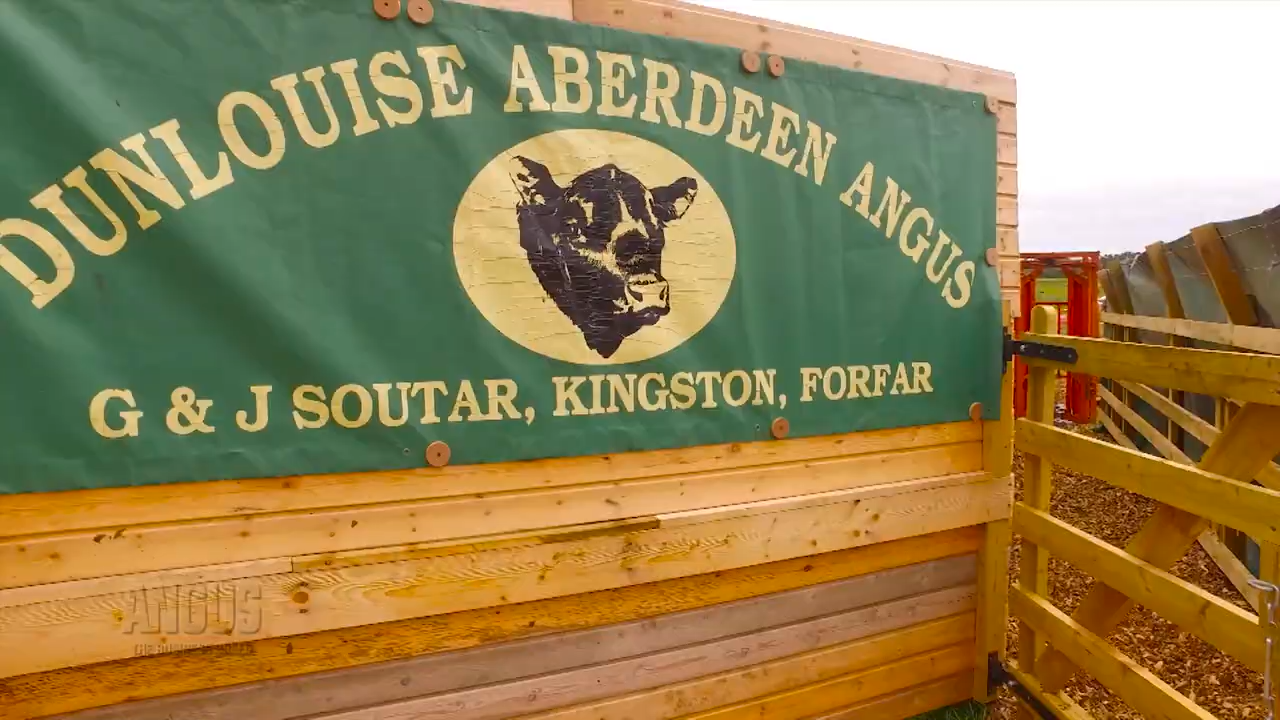 DUNLOUISE ABERDEEN ANGUS
G & J SOUTAR, KINGSTON, FORFAR
ANGUS